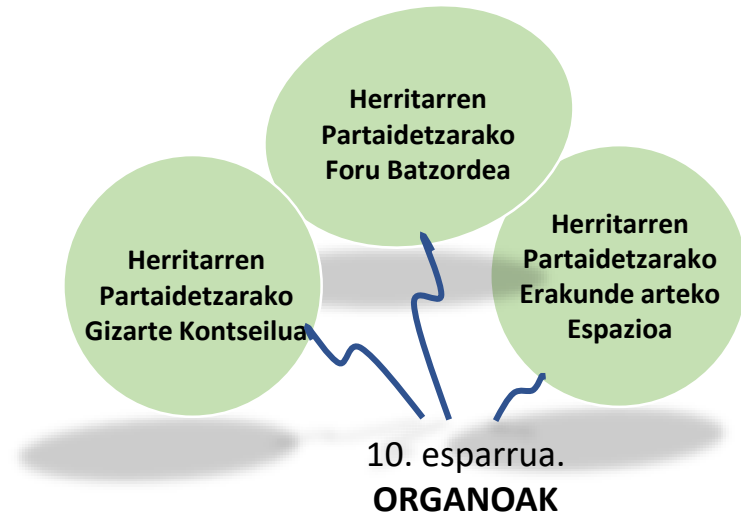 Herritarren
Partaidetzarako
Foru Batzordea
Herritarren
Partaidetzarako
Gizarte Kontseilua
Herritarren
Partaidetzarako
Erakunde arteko
Espazioa
10. esparrua.
ORGANOAK